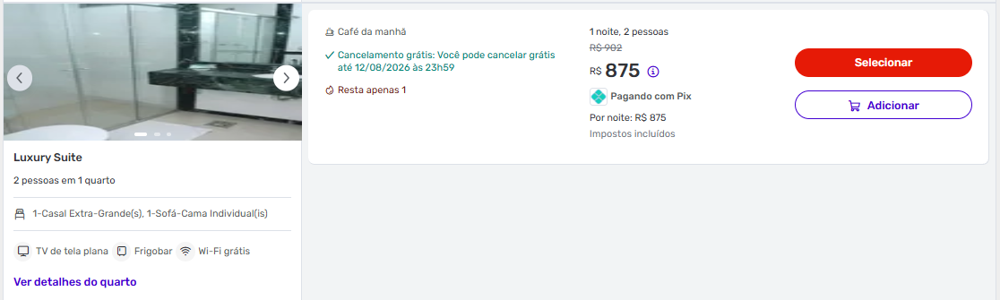 Luxury Suite
2 pessoas em 1 quarto
1-Casal Extra-Grande(s), 1-Sofá-Cama Individual(is)
TV de tela plana
Frigobar
Wi-Fi grátis
Ver detalhes do quarto
Café da manhã
Cancelamento grátis: Você pode cancelar grátis
até 12/08/2026 às 23h59
Resta apenas 1
1 noite, 2 pessoas
R$ 902
R$ 875
Pagando com Pix
Por noite: R$ 875
Impostos incluídos
Selecionar
Adicionar